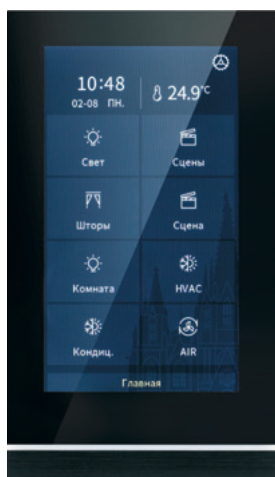 10:48
02-08 ПН.
24.9°C
Свет
Сцены
Шторы
Сцена
Комната
HVAC
Кондиц.
AIR
Главная